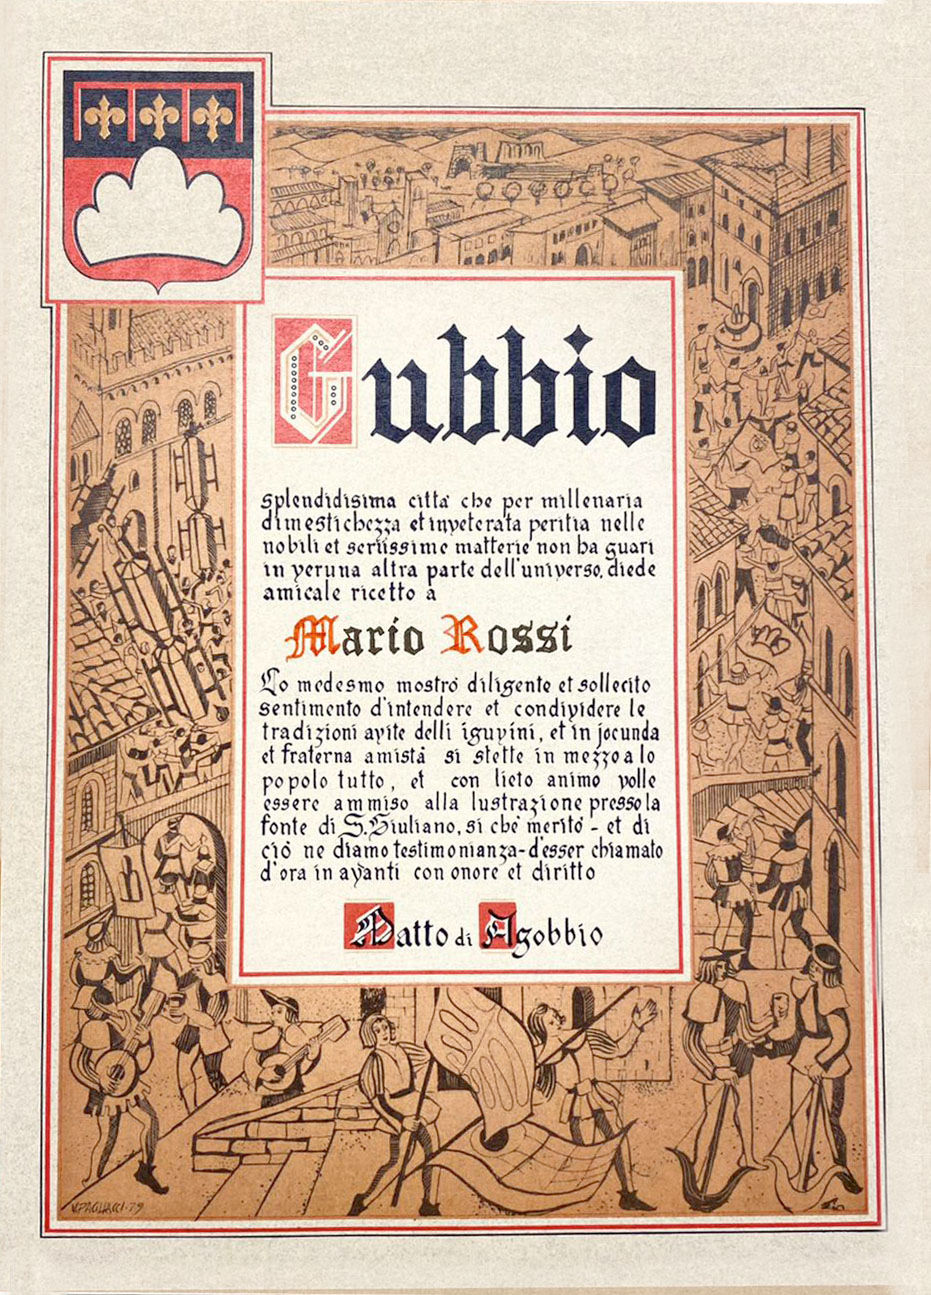 Gubbio
splendidisima città che per millenaria
dimestichezza et inveterata peritia nelle
nobili et seriissime matterie non ha guari
in veruna altra parte dell'universo, diede
amicale ricetto a
Mario Rossi
Lo medesmo mostrò diligente et sollecito
sentimento d'intendere et condividere le
tradizioni avite delli iguvini, et in jocunda
et fraterna amistà si stette in mezzo a lo
popolo tutto, et con lieto animo volle
essere ammiso alla lustrazione presso la
fonte di S. Giuliano, si chè meritò - et di
ciò ne diamo testimonianza - d'esser chiamato
d'ora in avanti con onore et diritto
Matto di Agobbio
V. PAGLIACCI - 79